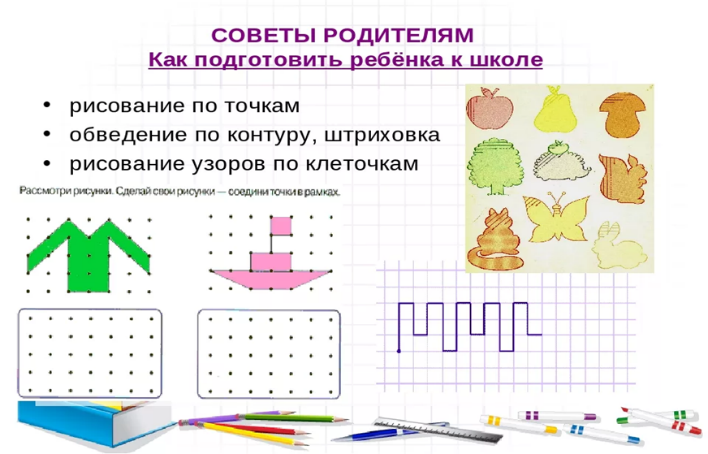 СОВЕТЫ РОДИТЕЛЯМ
Как подготовить ребёнка к школе
• рисование по точкам
• обведение по контуру, штриховка
• рисование узоров по клеточкам
Рассмотри рисунки. Сделай свои рисунки — соедини точки в рамках.